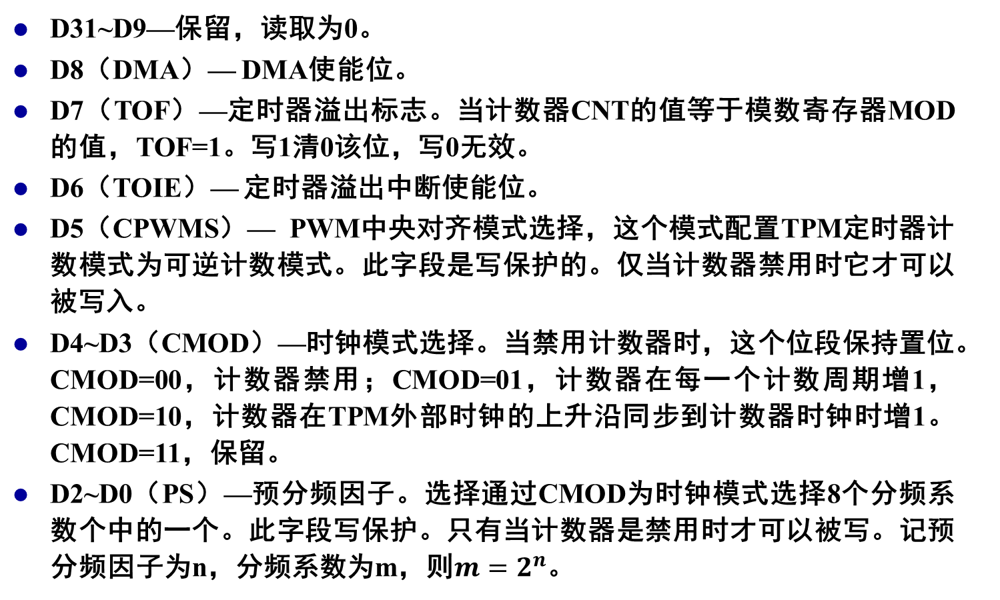 ● D31~D9—保留，读取为0。
● D8（DMA）— DMA使能位。
● D7（TOF）—定时器溢出标志。当计数器CNT的值等于模数寄存器MOD
的值，TOF=1。写1清0该位，写0无效。
● D6（TOIE）— 定时器溢出中断使能位。
● D5（CPWMS）— PWM中央对齐模式选择，这个模式配置TPM定时器计
数模式为可逆计数模式。此字段是写保护的。仅当计数器禁用时它才可以
被写入。
● D4~D3（CMOD）—时钟模式选择。当禁用计数器时，这个位段保持置位。
CMOD=00，计数器禁用；CMOD=01，计数器在每一个计数周期增1，
CMOD=10，计数器在TPM外部时钟的上升沿同步到计数器时钟时增1。
CMOD=11，保留。
● D2~D0（PS）—预分频因子。选择通过CMOD为时钟模式选择8个分频系
数个中的一个。此字段写保护。只有当计数器是禁用时才可以被写。记预
分频因子为n，分频系数为m，则m = 2ⁿ。